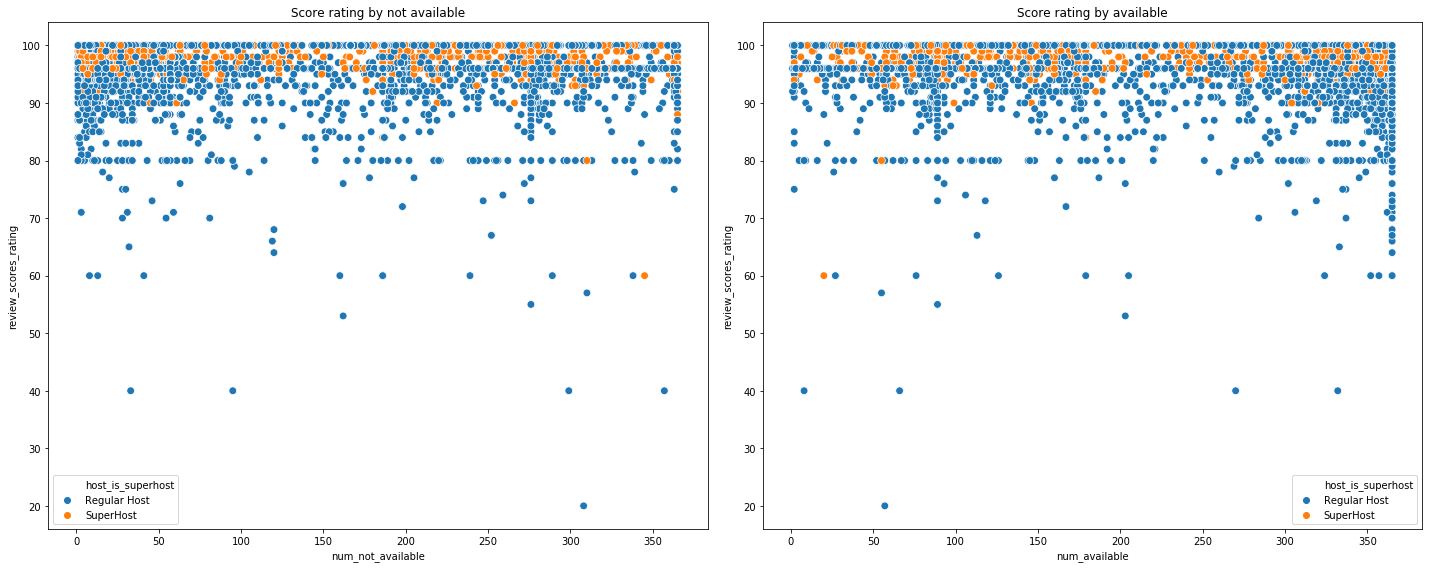 Score rating by not available
100
90
80
70
60
50
40
30
20
review_scores_rating
0
50
100
150
200
250
300
350
num_not_available
host_is_superhost
Regular Host
SuperHost
Score rating by available
100
90
80
70
60
50
40
30
20
review_scores_rating
0
50
100
150
200
250
300
350
num_available
host_is_superhost
Regular Host
SuperHost